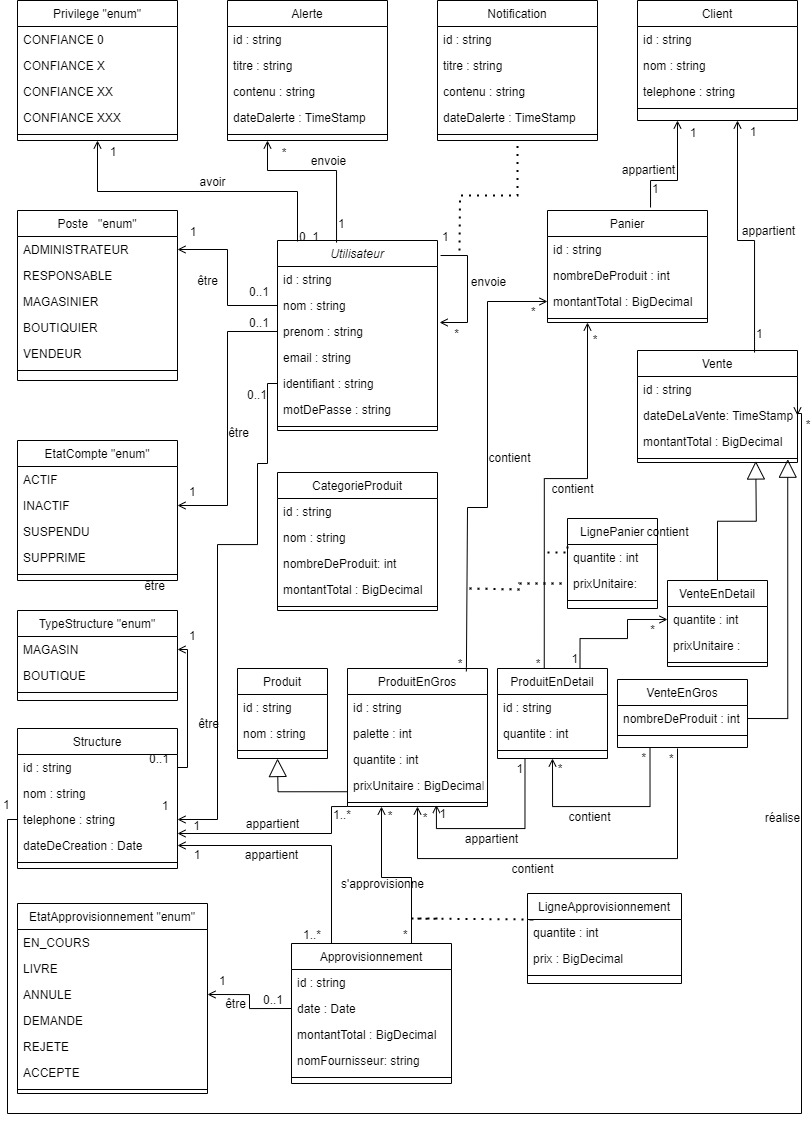 Privilege "enum"
CONFIANCE 0
CONFIANCE X
CONFIANCE XX
CONFIANCE XXX
Alerte
id : string
titre : string
contenu : string
dateDalerte : TimeStamp
Notification
id : string
titre : string
contenu : string
dateDalerte : TimeStamp
Client
id : string
nom : string
telephone : string
1
avoir
0..1
*
envoie
1
1
appartient
1
1
appartient
1
Poste "enum"
ADMINISTRATEUR
RESPONSABLE
MAGASINIER
BOUTIQUIER
VENDEUR
1
être
0..1
Utilisateur
id : string
nom : string
prenom : string
email : string
identifiant : string
motDePasse : string
1
envoie
*
Panier
id : string
nombreDeProduit : int
montantTotal : BigDecimal
*
*
0..1
0..1
être
1
Vente
id : string
dateDeLaVente: TimeStamp
montantTotal : BigDecimal
*
EtatCompte "enum"
ACTIF
INACTIF
SUSPENDU
SUPPRIME
être
CategorieProduit
id : string
nom : string
nombreDeProduit: int
montantTotal : BigDecimal
contient
contient
LignePanier
contient
quantite : int
prixUnitaire:
VenteEnDetail
quantite : int
prixUnitaire :
*
1
TypeStructure "enum"
MAGASIN
BOUTIQUE
1
être
0..1
Produit
id : string
nom : string
*
ProduitEnGros
id : string
palette : int
quantite : int
prixUnitaire : BigDecimal
*
ProduitEnDetail
id : string
quantite : int
VenteEnGros
nombreDeProduit : int
Structure
id : string
nom : string
telephone : string
dateDeCreation : Date
1
1
1
appartient
1..*
1
appartient
*
*
1
1
appartient
*
*
*
contient
contient
réalise
s'approvisionne
*
1..*
EtatApprovisionnement "enum"
EN_COURS
LIVRE
ANNULE
DEMANDE
REJETE
ACCEPTE
1
être
0..1
Approvisionnement
id : string
date : Date
montantTotal : BigDecimal
nomFournisseur: string
LigneApprovisionnement
quantite : int
prix : BigDecimal